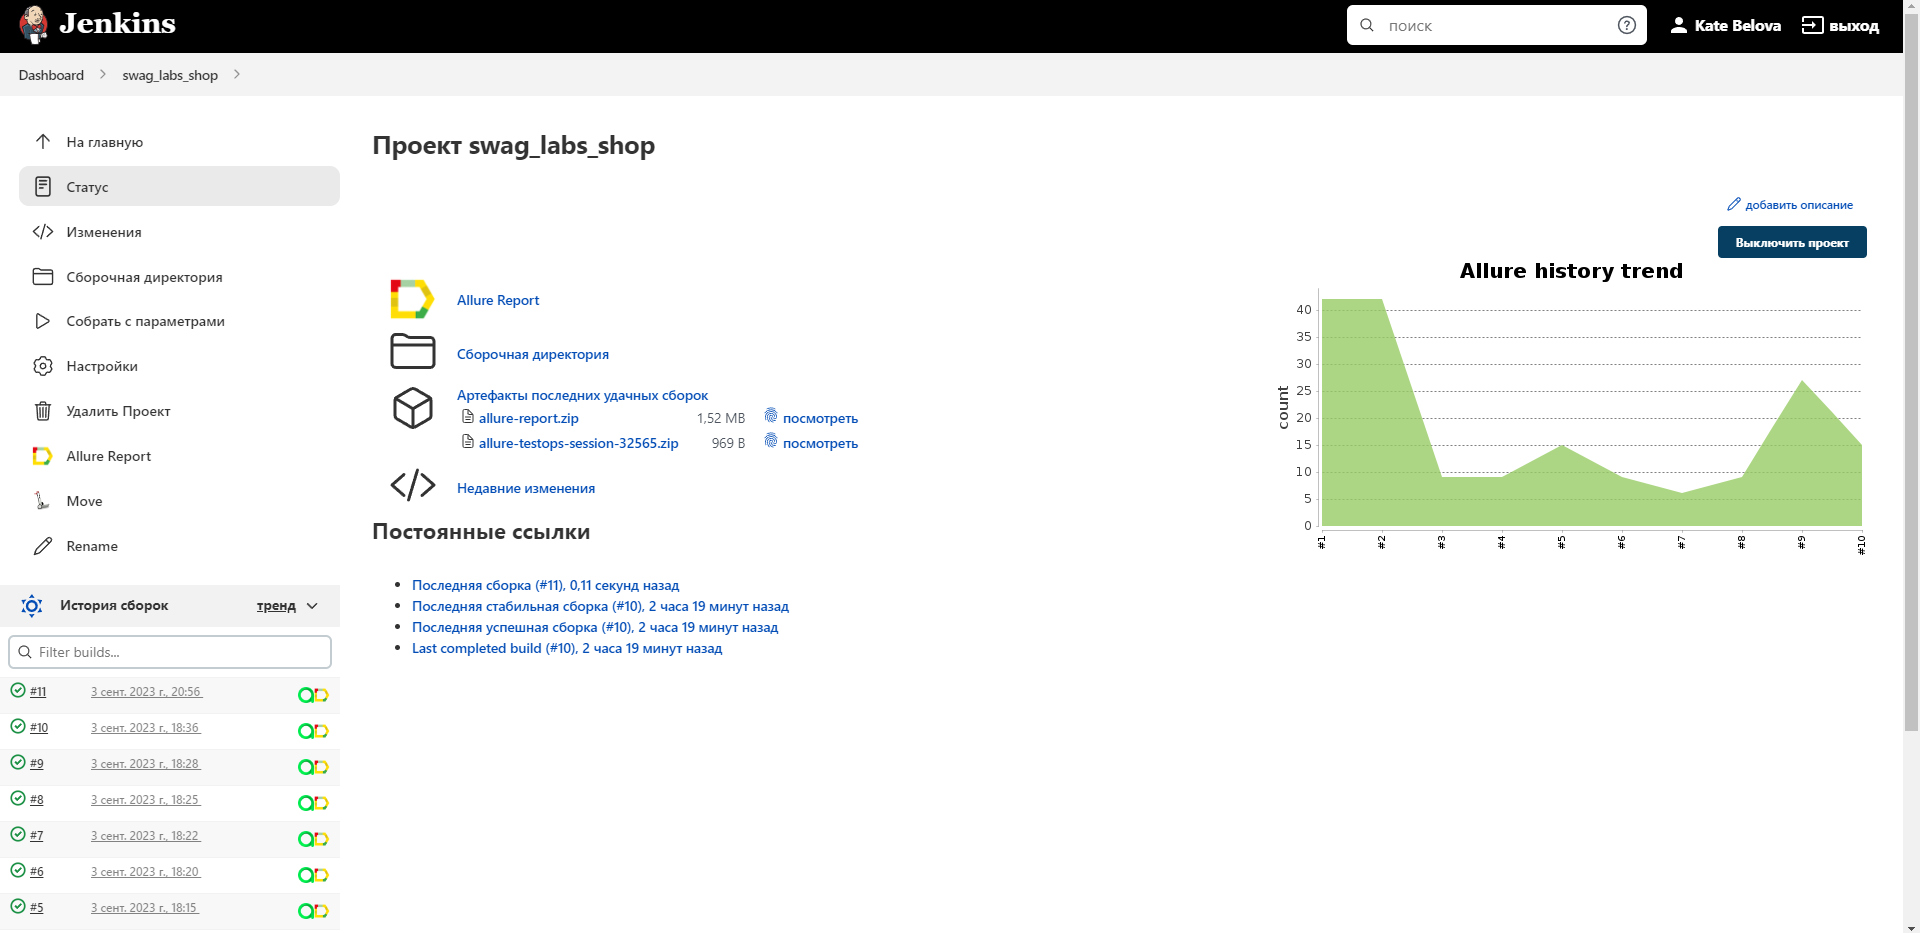 Jenkins
поиск
Kate Belova
выход
Dashboard
swag_labs_shop
На главную
Статус
Изменения
Сборочная директория
Собрать с параметрами
Настройки
Удалить Проект
Allure Report
Move
Rename
История сборок
тренд
Filter builds...
#11 3 сент. 2023 г., 20:56
#10 3 сент. 2023 г., 18:36
#9 3 сент. 2023 г., 18:28
#8 3 сент. 2023 г., 18:25
#7 3 сент. 2023 г., 18:22
#6 3 сент. 2023 г., 18:20
#5 3 сент. 2023 г., 18:15
Проект swag_labs_shop
добавить описание
Выключить проект
Allure Report
Сборочная директория
Артефакты последних удачных сборок
allure-report.zip 1,52 MB посмотреть
allure-testops-session-32565.zip 969 B посмотреть
Недавние изменения
Постоянные ссылки
Последняя сборка (#11), 0,11 секунд назад
Последняя стабильная сборка (#10), 2 часа 19 минут назад
Последняя успешная сборка (#10), 2 часа 19 минут назад
Last completed build (#10), 2 часа 19 минут назад
Allure history trend
count
40
35
30
25
20
15
10
5
0
#1 #2 #3 #4 #5 #6 #7 #8 #9 #10